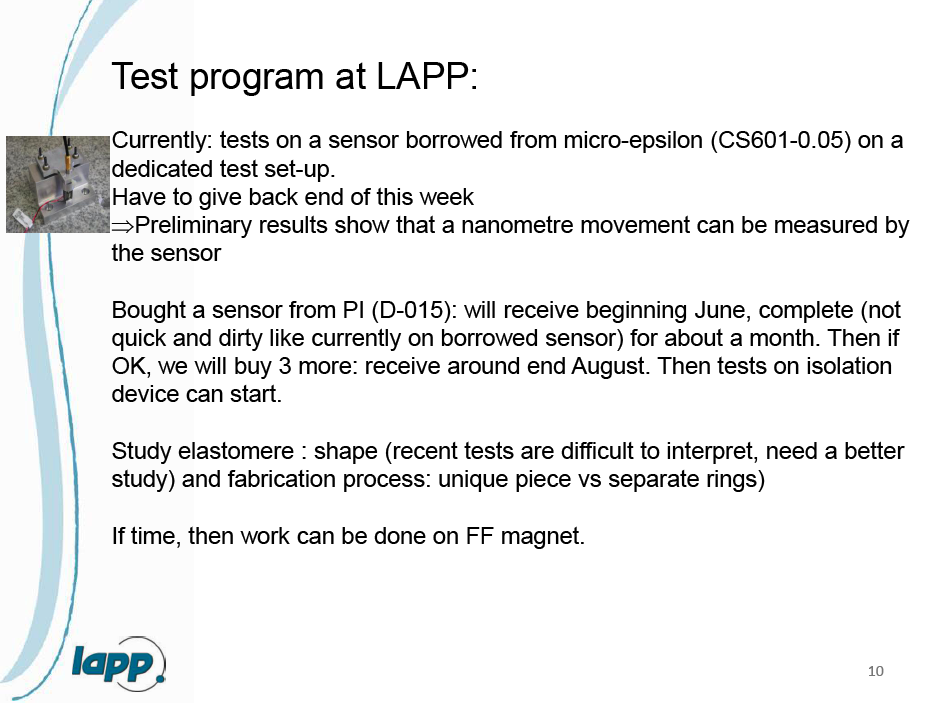 Test program at LAPP:
Currently: tests on a sensor borrowed from micro-epsilon (CS601-0.05) on a
dedicated test set-up.
Have to give back end of this week
⇒Preliminary results show that a nanometre movement can be measured by
the sensor
Bought a sensor from PI (D-015): will receive beginning June, complete (not
quick and dirty like currently on borrowed sensor) for about a month. Then if
OK, we will buy 3 more: receive around end August. Then tests on isolation
device can start.
Study elastomere : shape (recent tests are difficult to interpret, need a better
study) and fabrication process: unique piece vs separate rings)
If time, then work can be done on FF magnet.
lapp
10